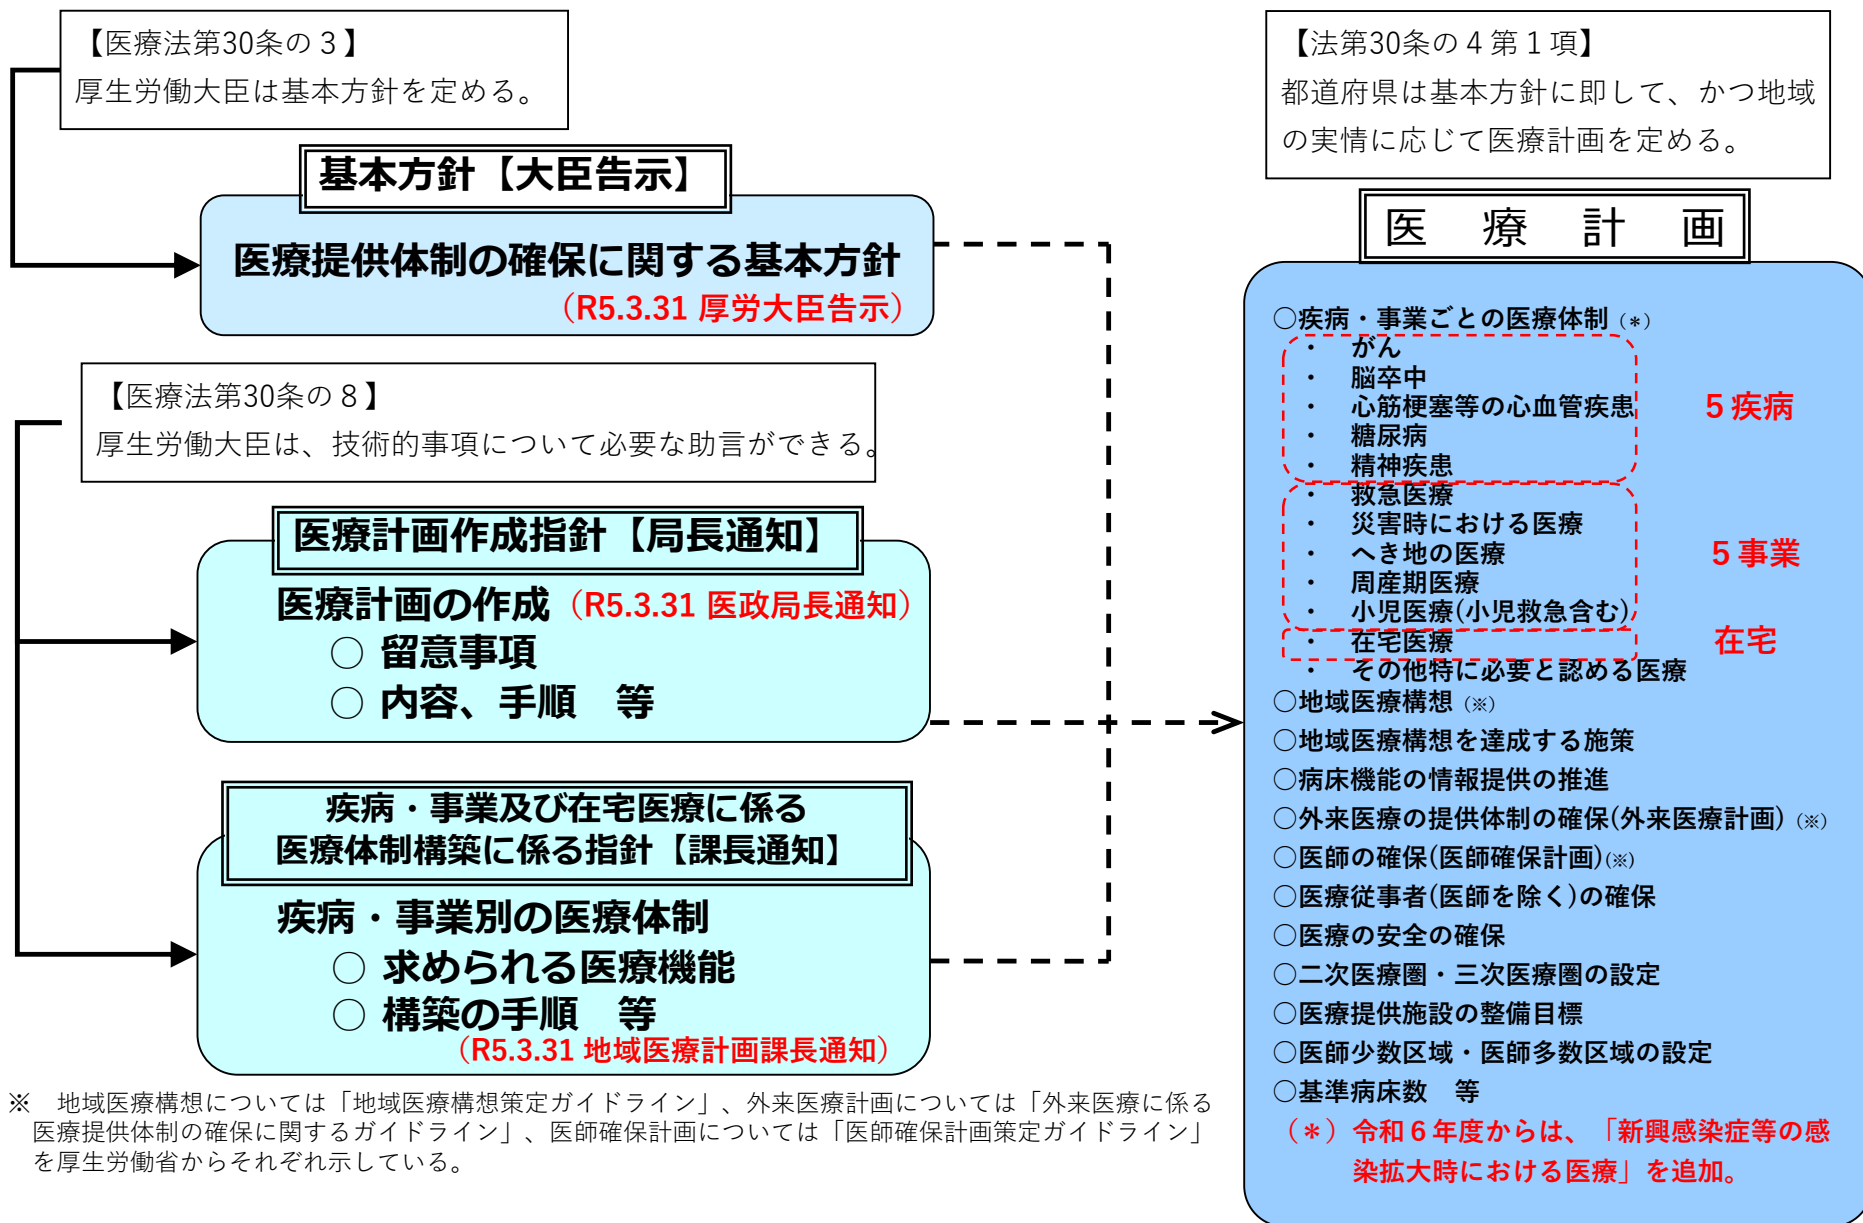 【医療法第30条の３】
厚生労働大臣は基本方針を定める。
基本方針【大臣告示】
医療提供体制の確保に関する基本方針
（R5.3.31 厚労大臣告示）
【医療法第30条の８】
厚生労働大臣は、技術的事項について必要な助言ができる。
医療計画作成指針【局長通知】
医療計画の作成（R5.3.31 医政局長通知）
○ 留意事項
○ 内容、手順　等
疾病・事業及び在宅医療に係る
医療体制構築に係る指針【課長通知】
疾病・事業別の医療体制
○ 求められる医療機能
○ 構築の手順　等
（R5.3.31 地域医療計画課長通知）
※　地域医療構想については「地域医療構想策定ガイドライン」、外来医療計画については「外来医療に係る
医療提供体制の確保に関するガイドライン」、医師確保計画については「医師確保計画策定ガイドライン」
を厚生労働省からそれぞれ示している。
【法第30条の４第１項】
都道府県は基本方針に即して、かつ地域
の実情に応じて医療計画を定める。
医　療　計　画
○疾病・事業ごとの医療体制（＊）
・　がん
・　脳卒中
・　心筋梗塞等の心血管疾患
・　糖尿病
・　精神疾患
５疾病
・　救急医療
・　災害時における医療
・　へき地の医療
・　周産期医療
・　小児医療(小児救急含む)
５事業
・　在宅医療
在宅
・　その他特に必要と認める医療
○地域医療構想（※）
○地域医療構想を達成する施策
○病床機能の情報提供の推進
○外来医療の提供体制の確保(外来医療計画)（※）
○医師の確保(医師確保計画)(※)
○医療従事者(医師を除く)の確保
○医療の安全の確保
○二次医療圏・三次医療圏の設定
○医療提供施設の整備目標
○医師少数区域・医師多数区域の設定
○基準病床数　等
（＊）令和６年度からは、「新興感染症等の感
染拡大時における医療」を追加。